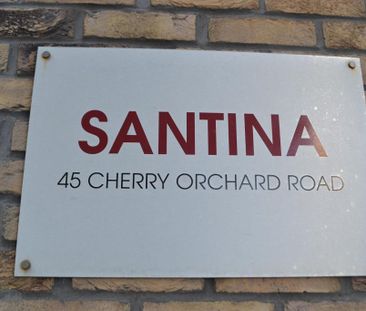 SANTINA
45 CHERRY ORCHARD ROAD